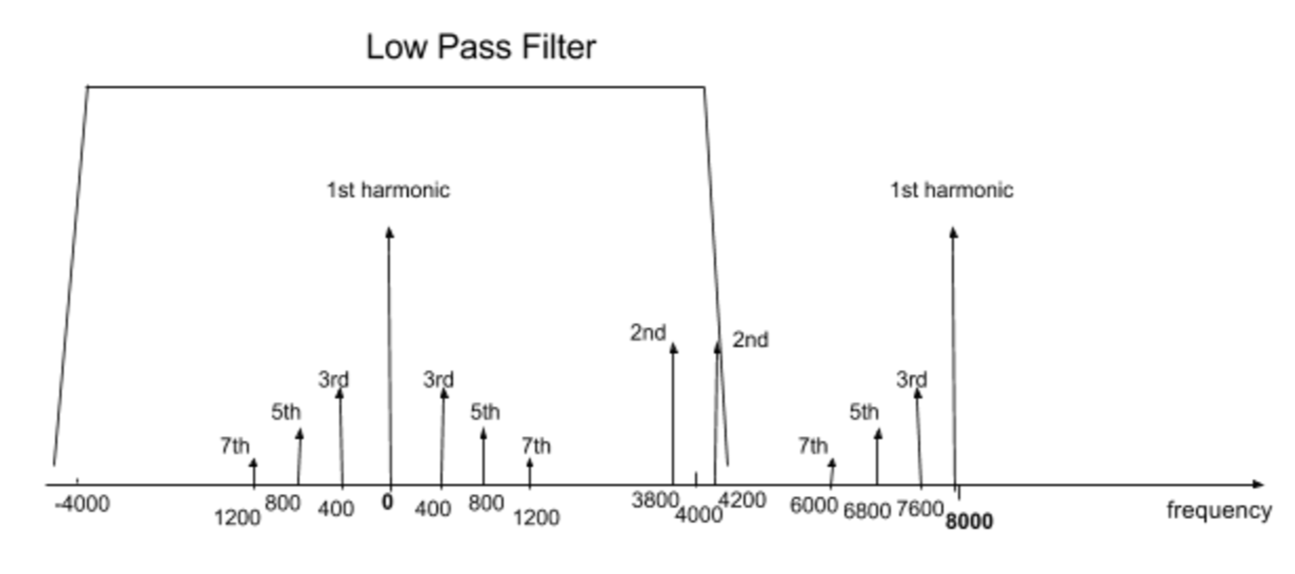 Low Pass Filter
1st harmonic
1st harmonic
2nd
2nd
3rd
3rd
3rd
5th
5th
5th
7th
7th
7th
-4000
1200
800
400
0
400
800
1200
3800
4000
4200
6000
6800
7600
8000
frequency